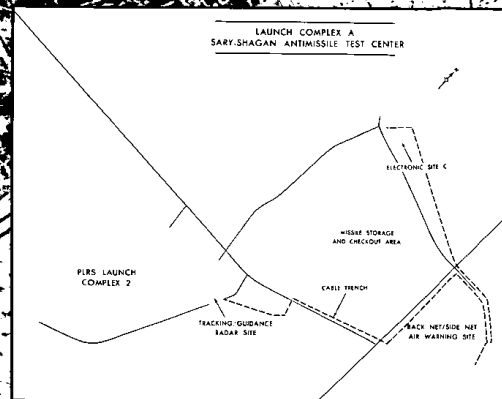 LAUNCH COMPLEX A
SARY-SHAGAN ANTIMISSILE TEST CENTER
ELECTRONIC SITE C
MISSILE STORAGE
AND CHECKOUT AREA
PLRS LAUNCH
COMPLEX 2
CABLE TRENCH
TRACKING/GUIDANCE
RADAR SITE
BACK NET/SIDE NET
AIR WARNING SITE